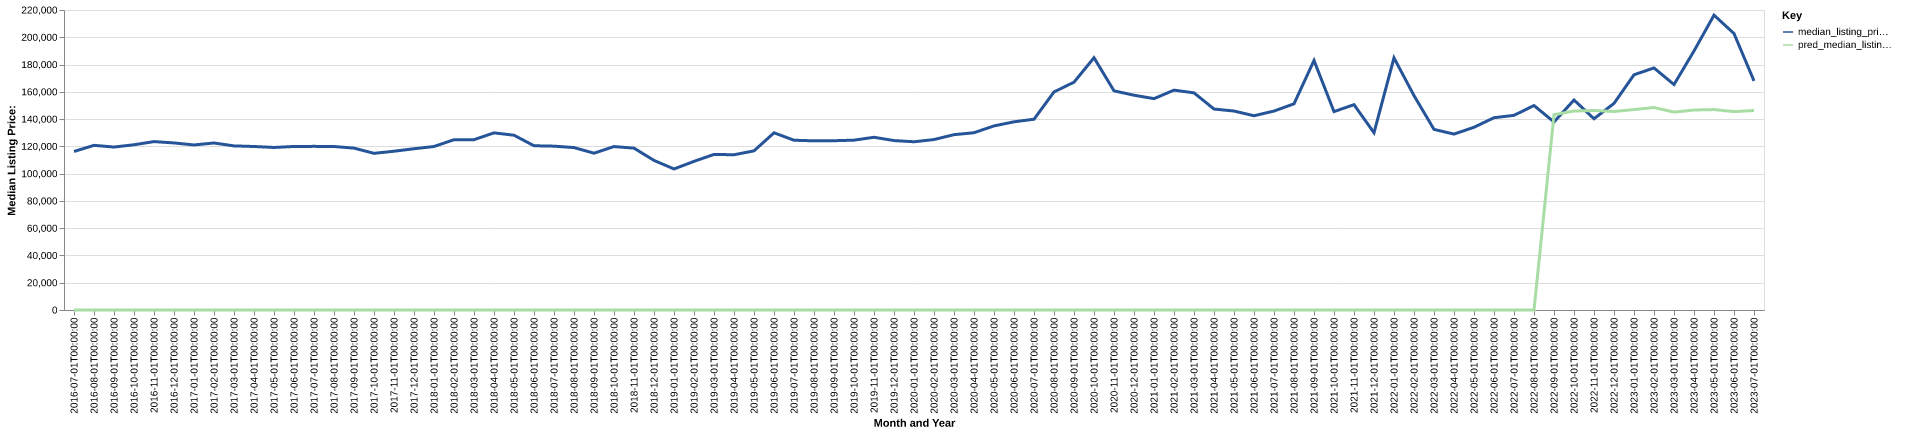 220,000
200,000
180,000
160,000
140,000
120,000
100,000
80,000
60,000
40,000
20,000
0
Median Listing Price:
2016-07-01T00:00:00
2016-08-01T00:00:00
2016-09-01T00:00:00
2016-10-01T00:00:00
2016-11-01T00:00:00
2016-12-01T00:00:00
2017-01-01T00:00:00
2017-02-01T00:00:00
2017-03-01T00:00:00
2017-04-01T00:00:00
2017-05-01T00:00:00
2017-06-01T00:00:00
2017-07-01T00:00:00
2017-08-01T00:00:00
2017-09-01T00:00:00
2017-10-01T00:00:00
2017-11-01T00:00:00
2017-12-01T00:00:00
2018-01-01T00:00:00
2018-02-01T00:00:00
2018-03-01T00:00:00
2018-04-01T00:00:00
2018-05-01T00:00:00
2018-06-01T00:00:00
2018-07-01T00:00:00
2018-08-01T00:00:00
2018-09-01T00:00:00
2018-10-01T00:00:00
2018-11-01T00:00:00
2018-12-01T00:00:00
2019-01-01T00:00:00
2019-02-01T00:00:00
2019-03-01T00:00:00
2019-04-01T00:00:00
2019-05-01T00:00:00
2019-06-01T00:00:00
2019-07-01T00:00:00
2019-08-01T00:00:00
2019-09-01T00:00:00
2019-10-01T00:00:00
2019-11-01T00:00:00
2019-12-01T00:00:00
2020-01-01T00:00:00
2020-02-01T00:00:00
2020-03-01T00:00:00
2020-04-01T00:00:00
2020-05-01T00:00:00
2020-06-01T00:00:00
2020-07-01T00:00:00
2020-08-01T00:00:00
2020-09-01T00:00:00
2020-10-01T00:00:00
2020-11-01T00:00:00
2020-12-01T00:00:00
2021-01-01T00:00:00
2021-02-01T00:00:00
2021-03-01T00:00:00
2021-04-01T00:00:00
2021-05-01T00:00:00
2021-06-01T00:00:00
2021-07-01T00:00:00
2021-08-01T00:00:00
2021-09-01T00:00:00
2021-10-01T00:00:00
2021-11-01T00:00:00
2021-12-01T00:00:00
2022-01-01T00:00:00
2022-02-01T00:00:00
2022-03-01T00:00:00
2022-04-01T00:00:00
2022-05-01T00:00:00
2022-06-01T00:00:00
2022-07-01T00:00:00
2022-08-01T00:00:00
2022-09-01T00:00:00
2022-10-01T00:00:00
2022-11-01T00:00:00
2022-12-01T00:00:00
2023-01-01T00:00:00
2023-02-01T00:00:00
2023-03-01T00:00:00
2023-04-01T00:00:00
2023-05-01T00:00:00
2023-06-01T00:00:00
2023-07-01T00:00:00
Month and Year
Key
median_listing_pri…
pred_median_listin…